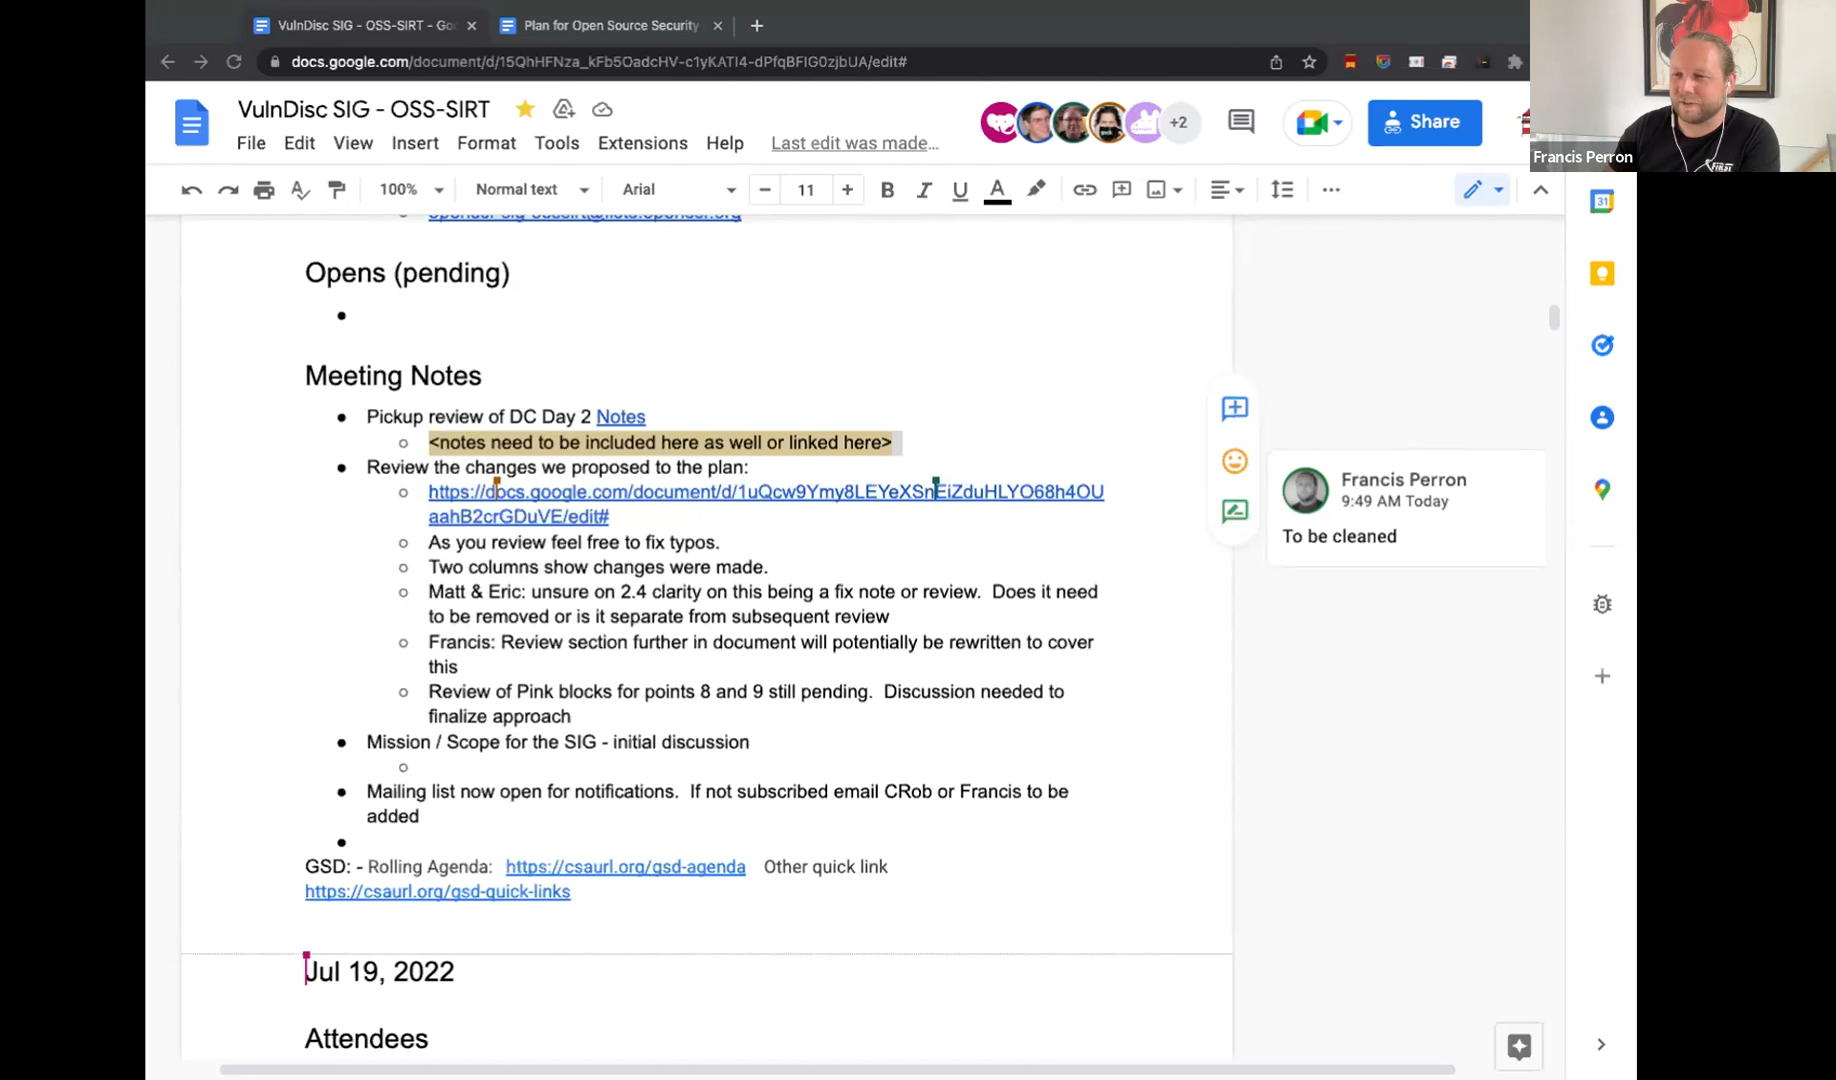 VulnDisc SIG - OSS-SIRT - Go
Plan for Open Source Security
docs.google.com/document/d/15QhHFNza_kFb5OadcHV-c1yKATI4-dPfqBFIG0zjbUA/edit#
VulnDisc SIG - OSS-SIRT
+2
Share
Francis Perron
File Edit View Insert Format Tools Extensions Help Last edit was made…
100% Normal text Arial 11
31
Opens (pending)
Meeting Notes
Pickup review of DC Day 2 Notes
<notes need to be included here as well or linked here>
Review the changes we proposed to the plan:
https://docs.google.com/document/d/1uQcw9Ymy8LEYeXSnEiZduHLYO68h4OU
aahB2crGDuVE/edit#
As you review feel free to fix typos.
Two columns show changes were made.
Matt & Eric: unsure on 2.4 clarity on this being a fix note or review. Does it need
to be removed or is it separate from subsequent review
Francis: Review section further in document will potentially be rewritten to cover
this
Review of Pink blocks for points 8 and 9 still pending. Discussion needed to
finalize approach
Mission / Scope for the SIG - initial discussion
Mailing list now open for notifications. If not subscribed email CRob or Francis to be
added
GSD: - Rolling Agenda: https://csaurl.org/gsd-agenda Other quick link
https://csaurl.org/gsd-quick-links
Jul 19, 2022
Attendees
Francis Perron
9:49 AM Today
To be cleaned